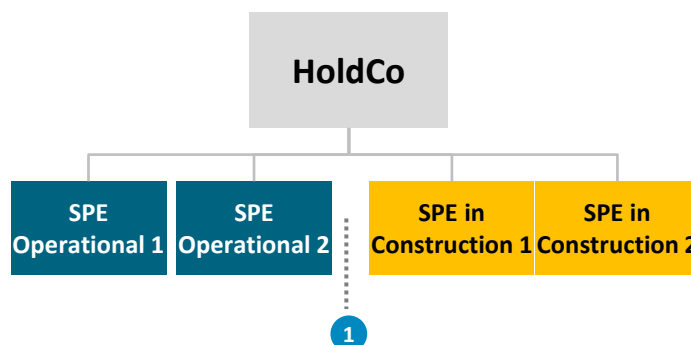 HoldCo
SPE
Operational 1
SPE
Operational 2
SPE in
Construction 1
SPE in
Construction 2
1